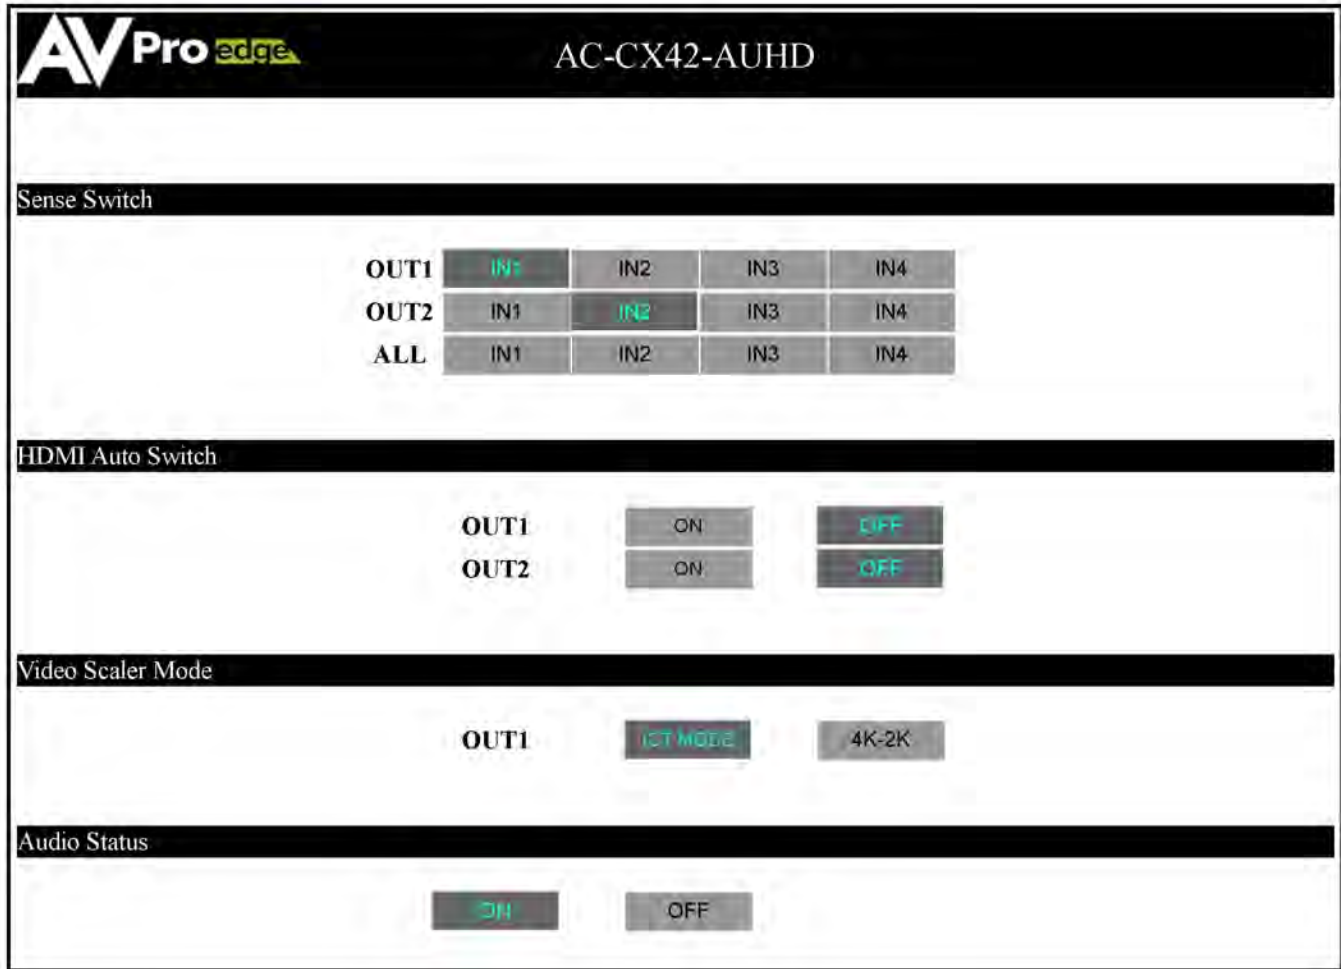 AVPro edge AC-CX42-AUHD
Sense Switch
OUT1 IN1 IN2 IN3 IN4
OUT2 IN1 IN2 IN3 IN4
ALL IN1 IN2 IN3 IN4
HDMI Auto Switch
OUT1 ON OFF
OUT2 ON OFF
Video Scaler Mode
OUT1 ICT MODE 4K-2K
Audio Status
ON OFF